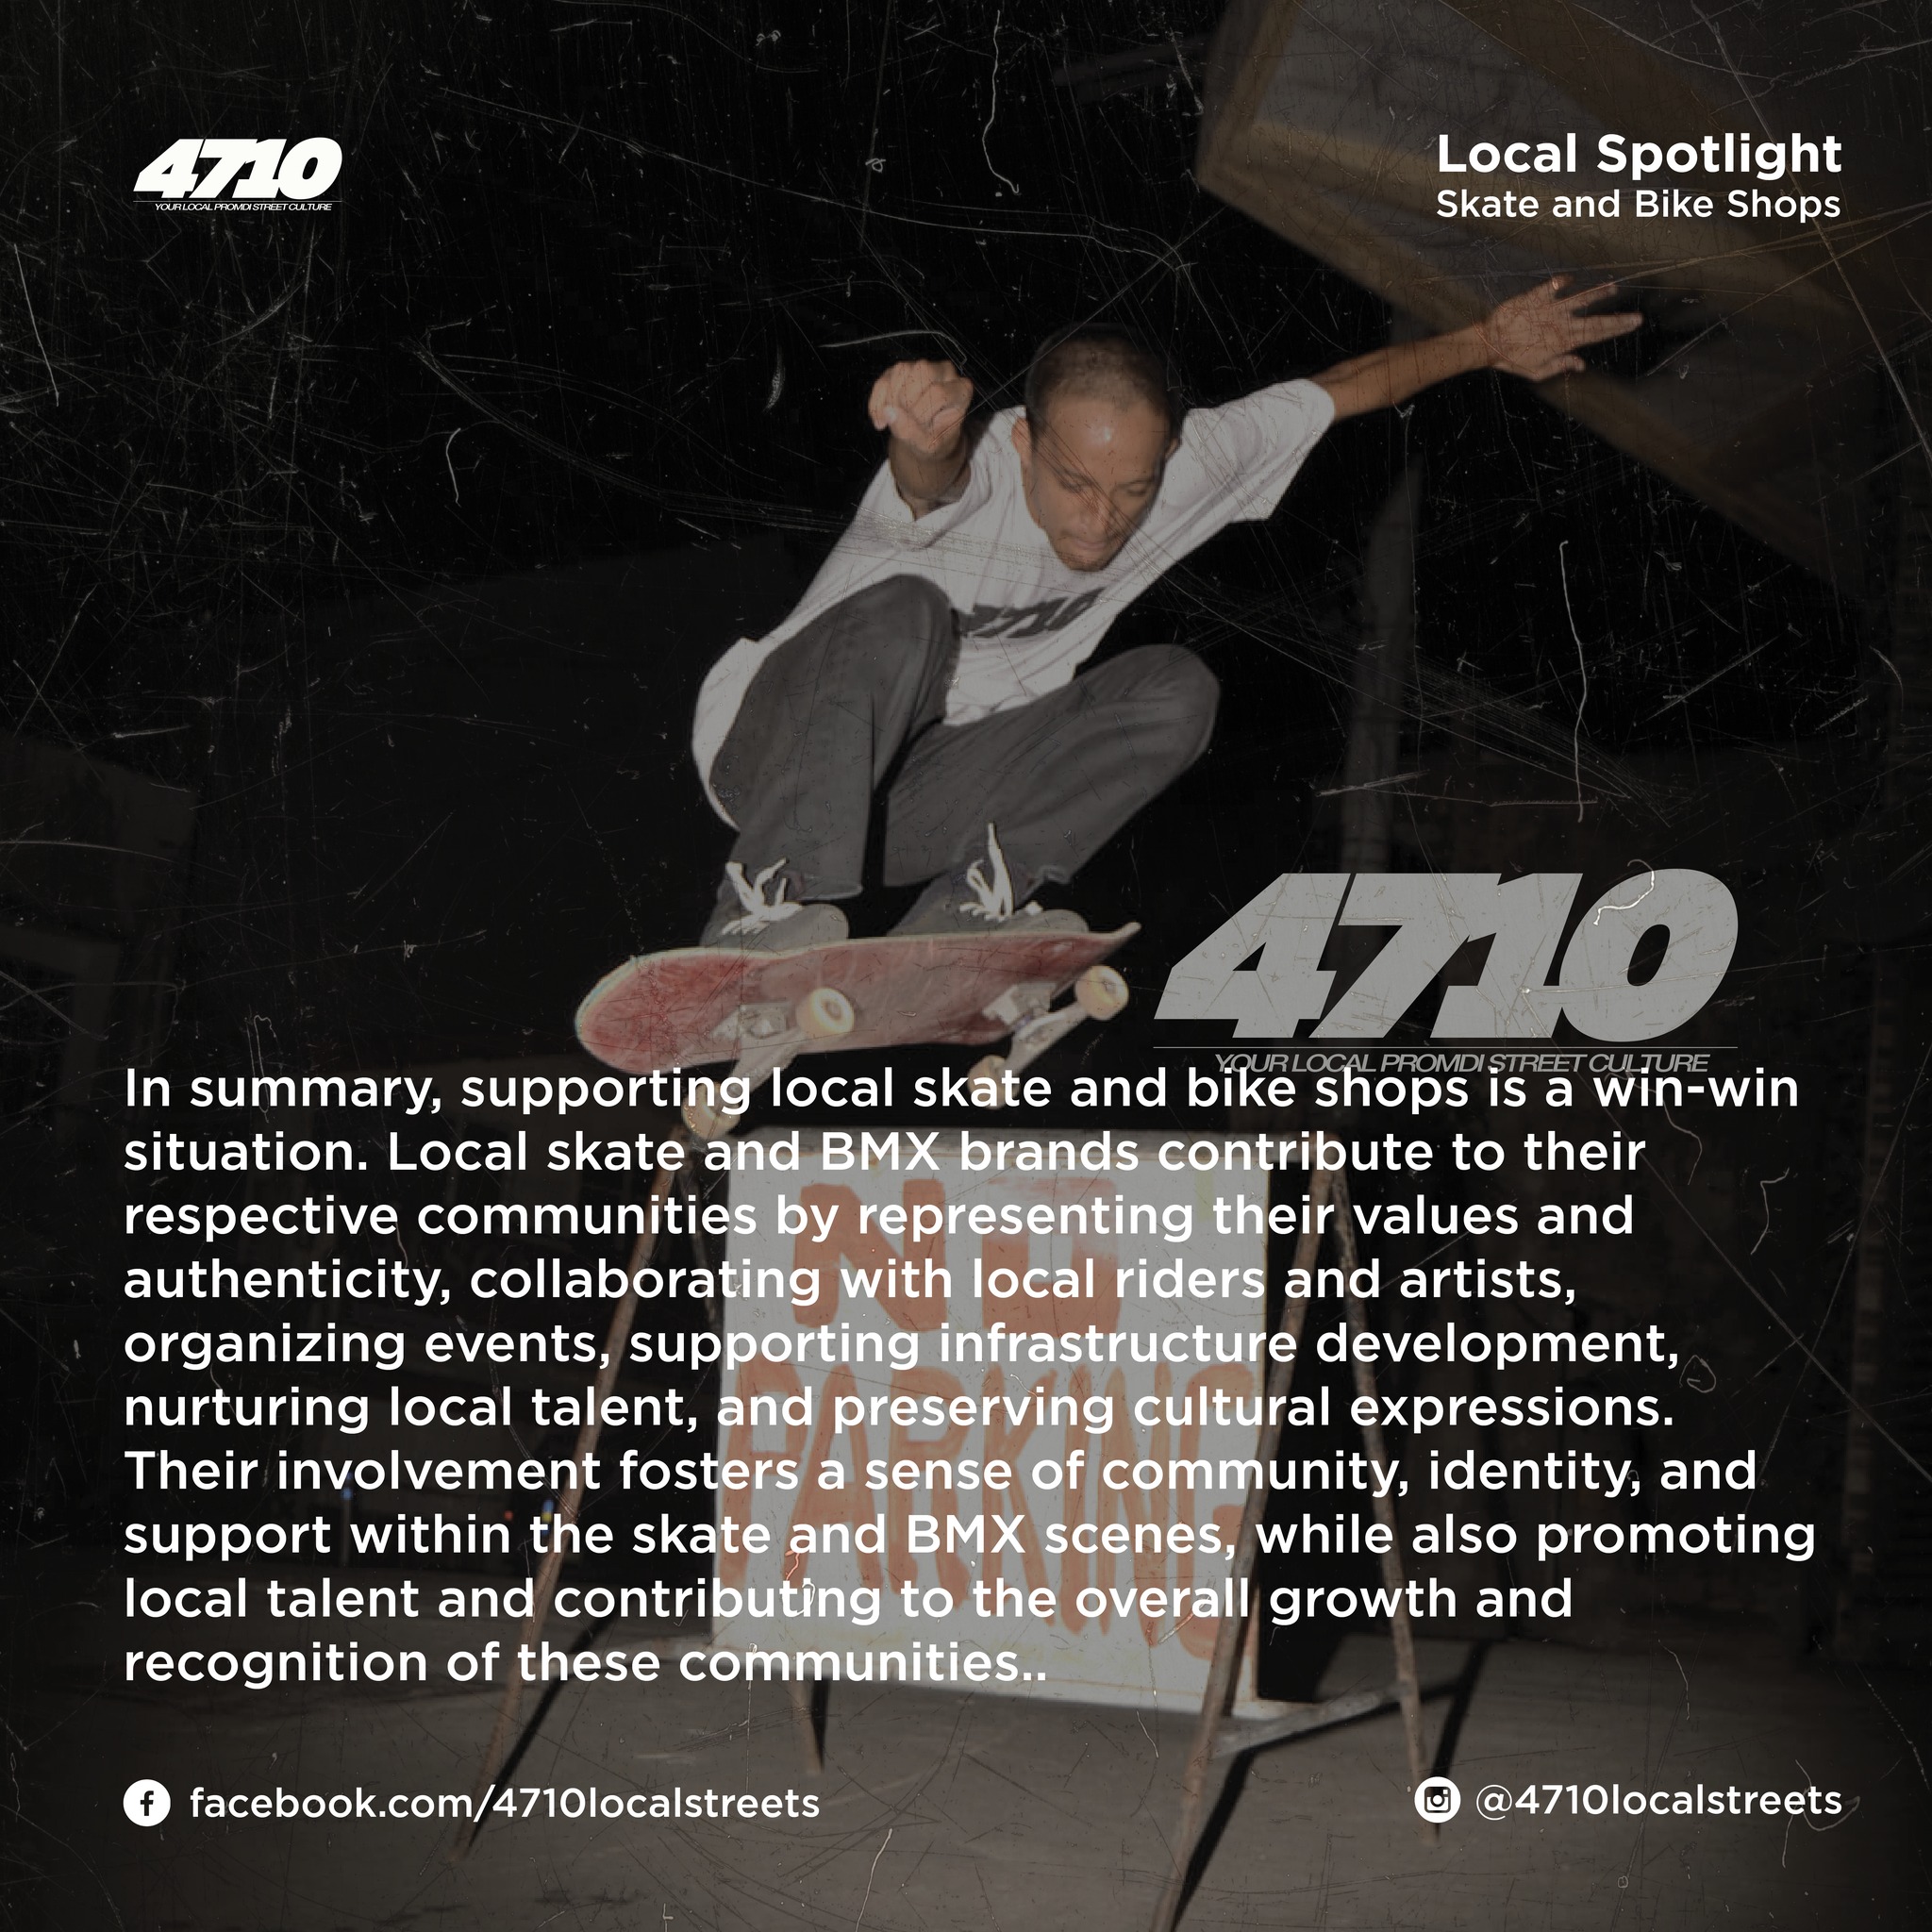 4710
YOUR LOCAL PROMDI STREET CULTURE
Local Spotlight
Skate and Bike Shops
4710
4710
YOUR LOCAL PROMDI STREET CULTURE
In summary, supporting local skate and bike shops is a win-win
situation. Local skate and BMX brands contribute to their
respective communities by representing their values and
authenticity, collaborating with local riders and artists,
organizing events, supporting infrastructure development,
nurturing local talent, and preserving cultural expressions.
Their involvement fosters a sense of community, identity, and
support within the skate and BMX scenes, while also promoting
local talent and contributing to the overall growth and
recognition of these communities..
NO
PARKING
facebook.com/4710localstreets
@4710localstreets